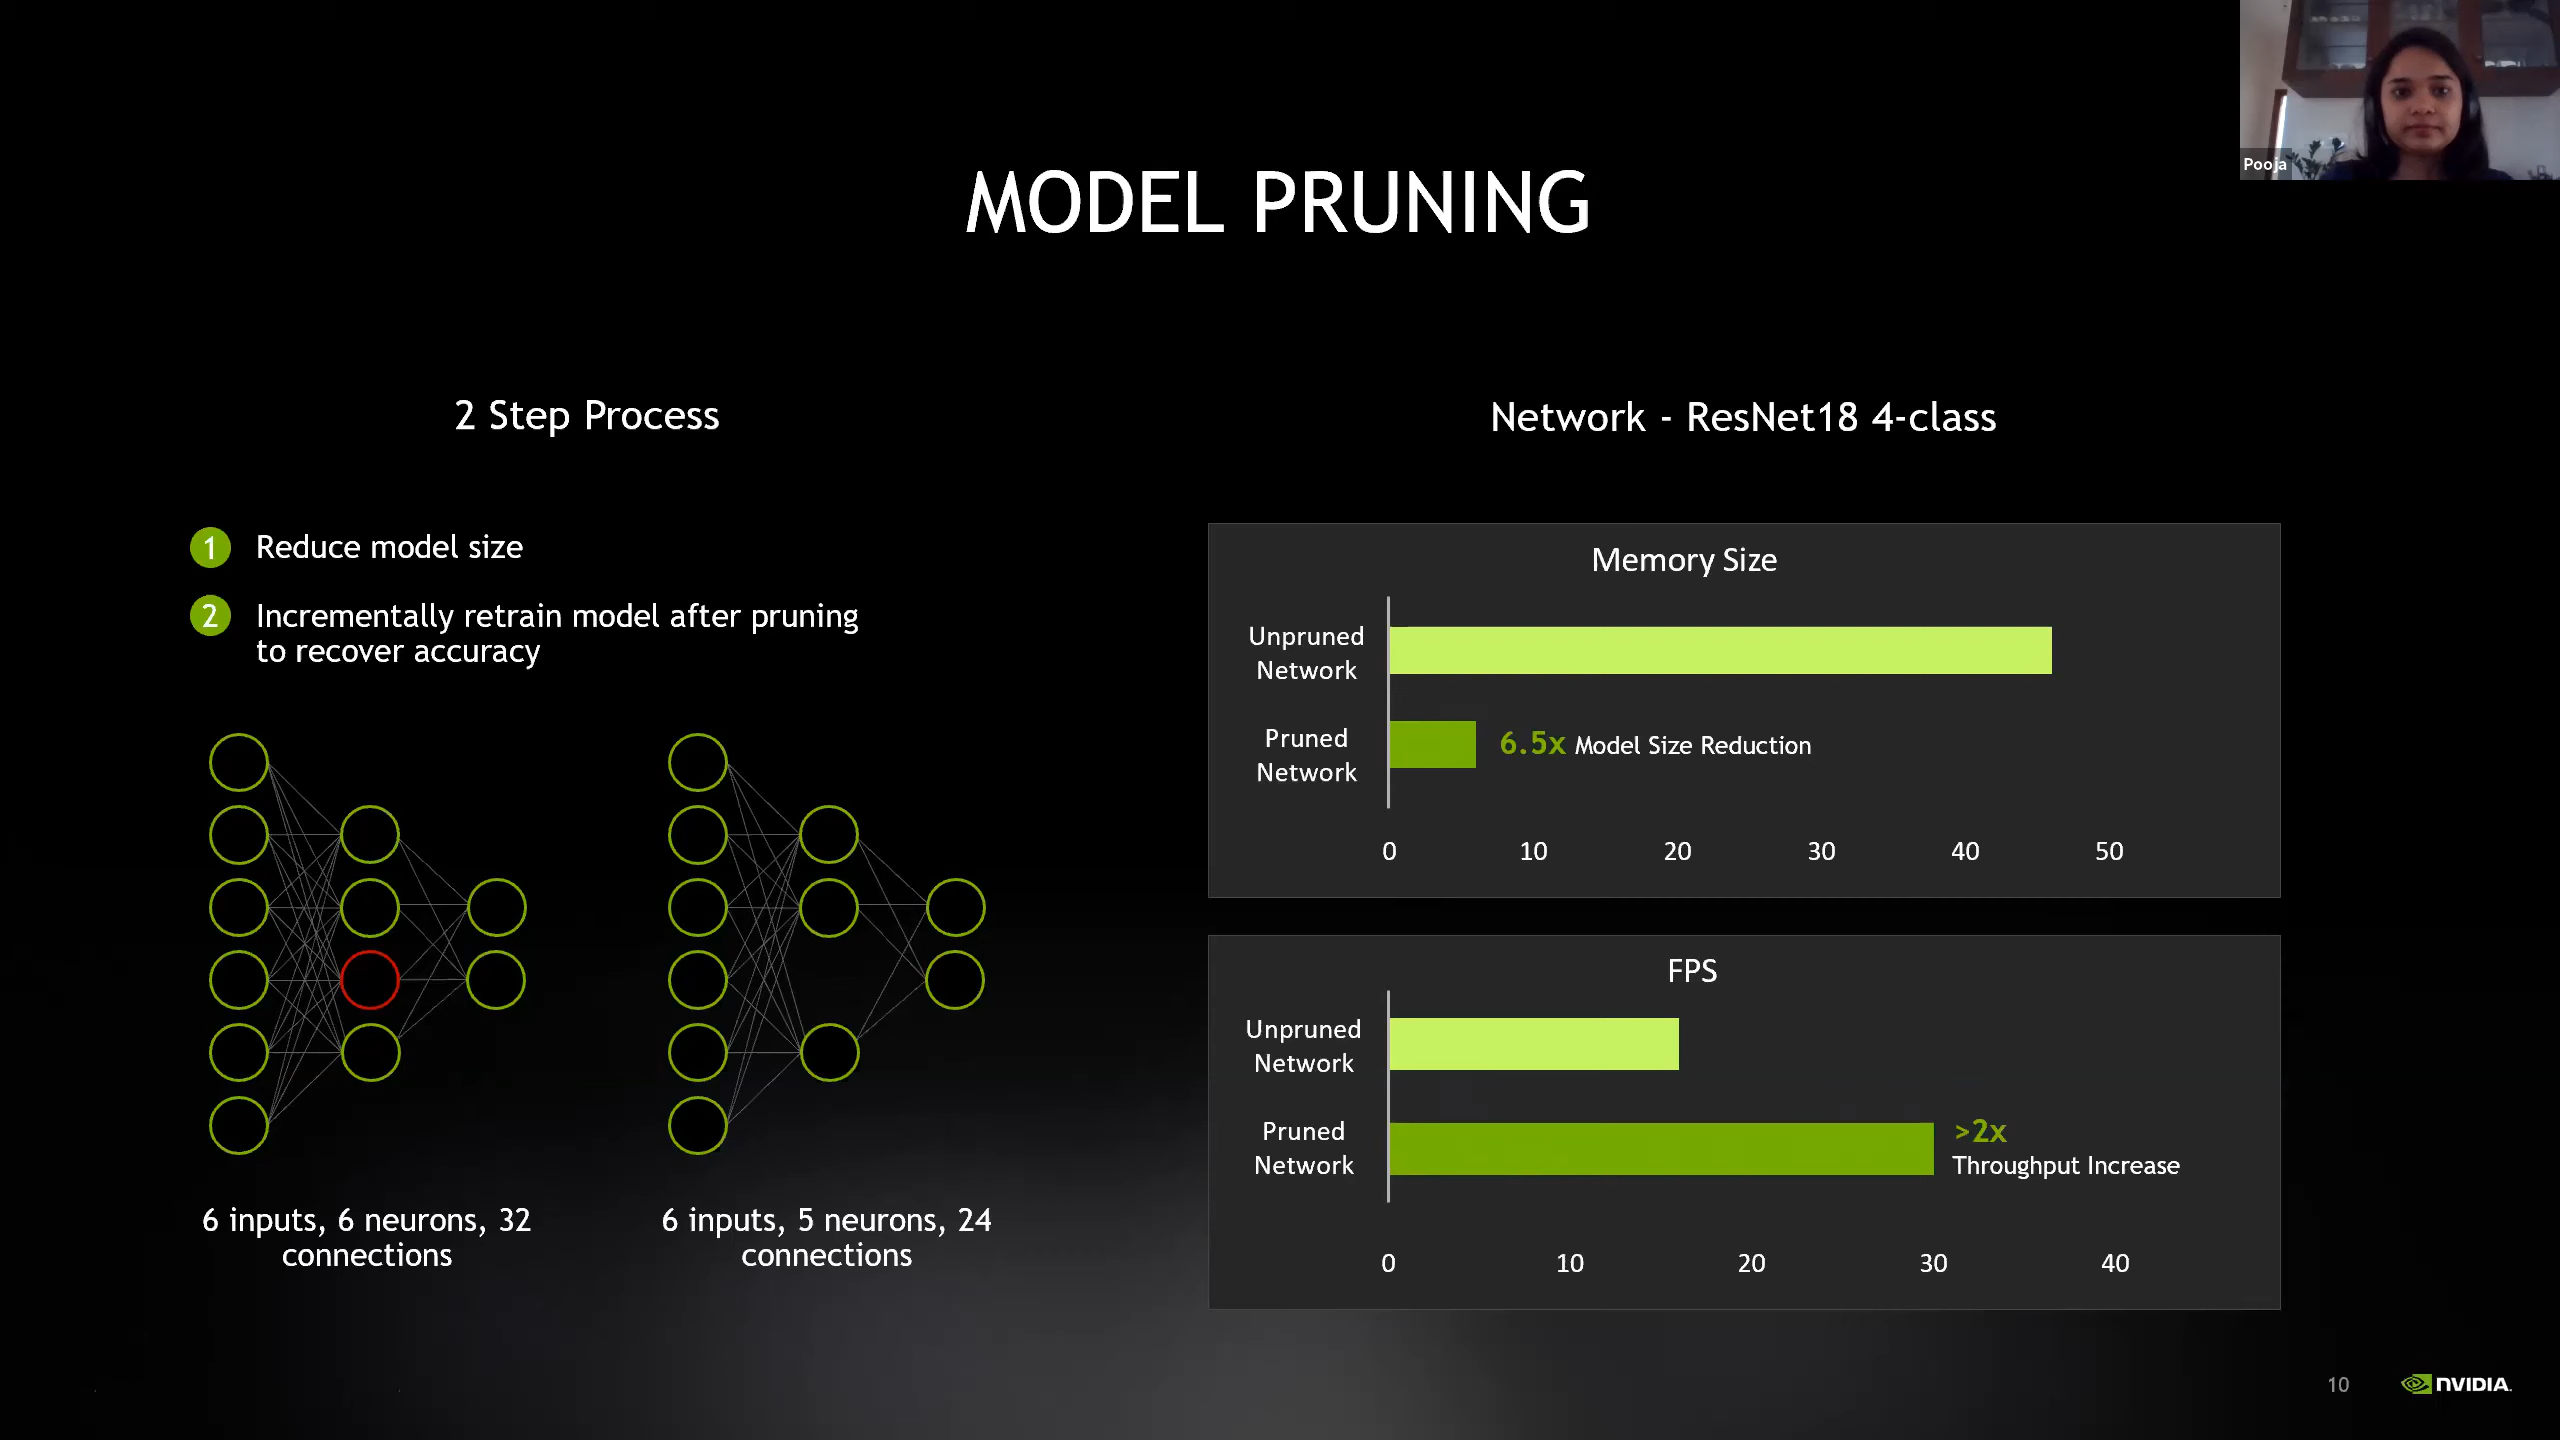 Pooja
MODEL PRUNING
2 Step Process
1 Reduce model size
2 Incrementally retrain model after pruning
to recover accuracy
6 inputs, 6 neurons, 32
connections
6 inputs, 5 neurons, 24
connections
Network - ResNet18 4-class
Memory Size
Unpruned
Network
Pruned
Network
6.5x Model Size Reduction
0 10 20 30 40 50
FPS
Unpruned
Network
Pruned
Network
>2x
Throughput Increase
0 10 20 30 40
10
NVIDIA.